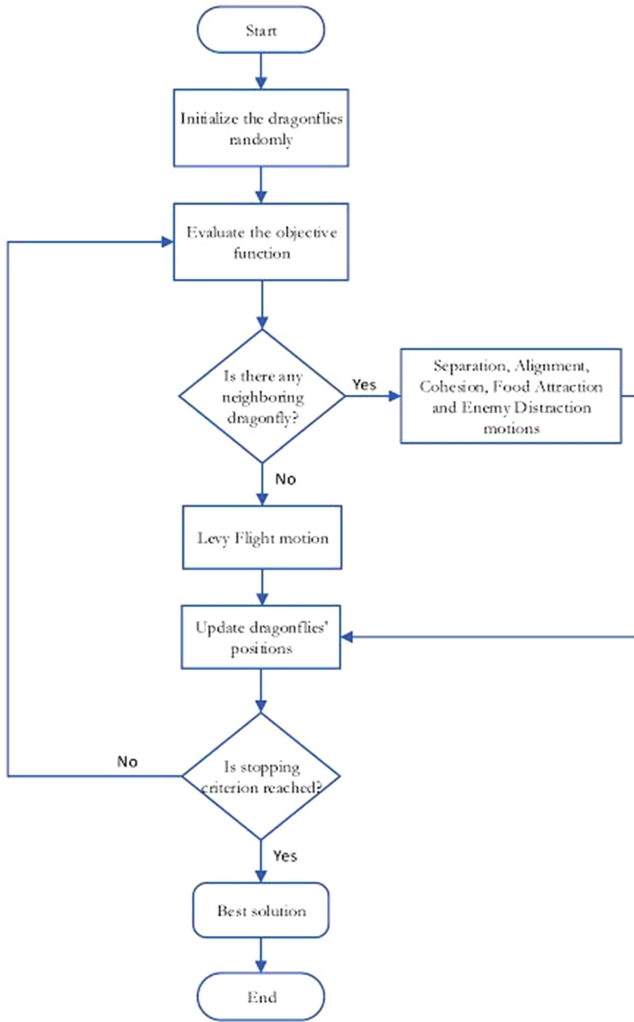 Start
Initialize the dragonflies
randomly
Evaluate the objective
function
Is there any
neighboring
dragonfly?
Yes
Separation, Alignment,
Cohesion, Food Attraction
and Enemy Distraction
motions
No
Levy Flight motion
Update dragonflies'
positions
Is stopping
criterion reached?
No
Yes
Best solution
End